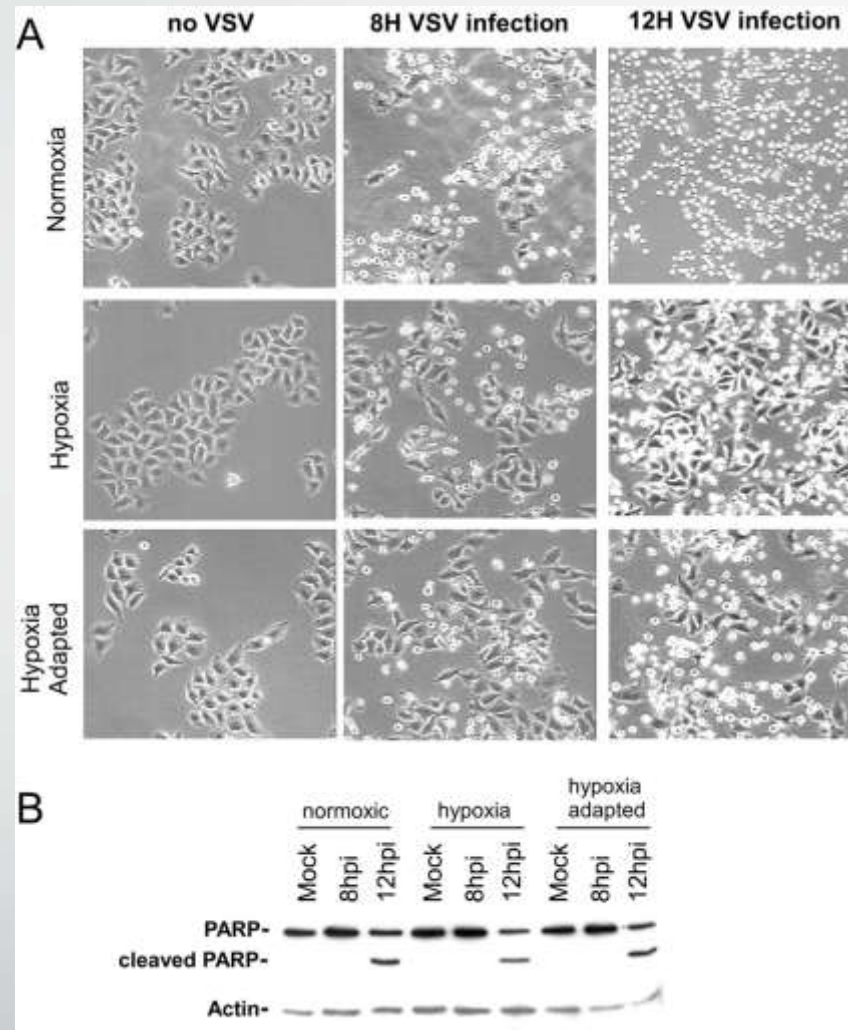 A
no VSV 8H VSV infection 12H VSV infection
Normoxia
Hypoxia
Hypoxia
Adapted
B
normoxic hypoxia hypoxia
adapted
Mock 8hpi 12hpi Mock 8hpi 12hpi Mock 8hpi 12hpi
PARP-
cleaved PARP-
Actin-